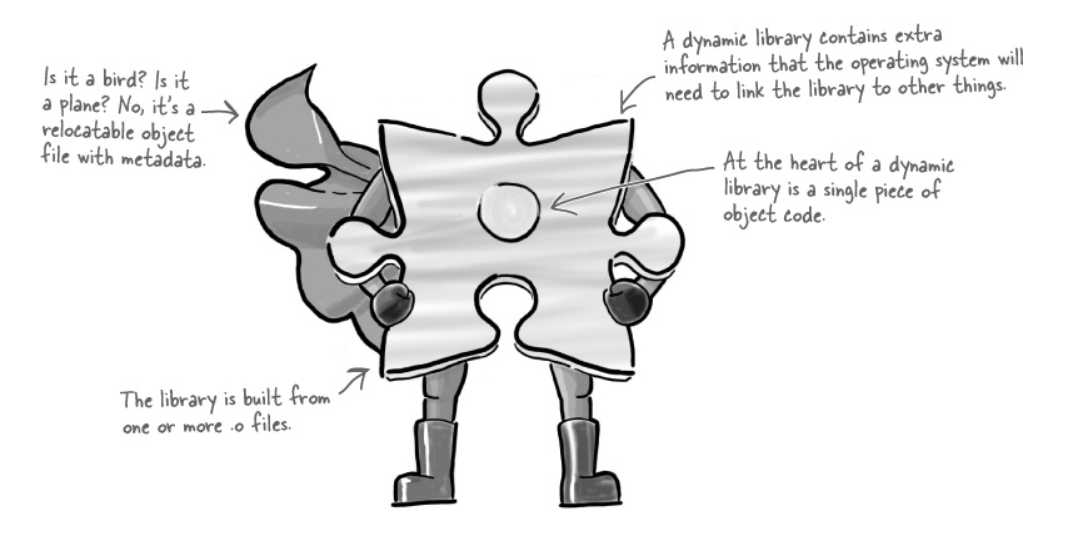 Is it a bird? Is it
a plane? No, it's a
relocatable object
file with metadata.
A dynamic library contains extra
information that the operating system will
need to link the library to other things.
At the heart of a dynamic
library is a single piece of
object code.
The library is built from
one or more .o files.